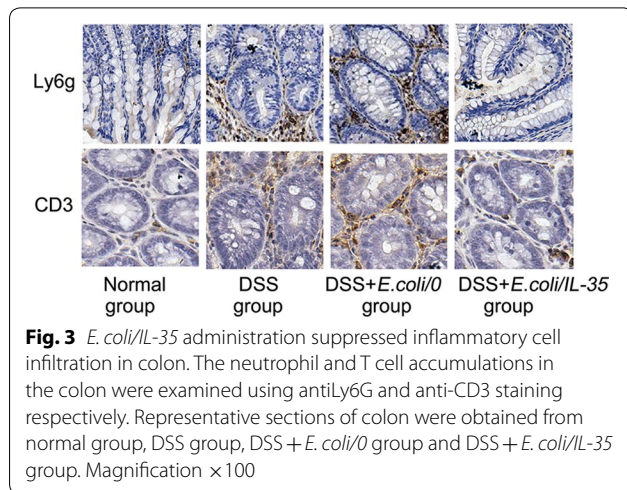 Ly6g
CD3
Normal group
DSS group
DSS+E.coli/0 group
DSS+E.coli/IL-35 group
Fig. 3 E. coli/IL-35 administration suppressed inflammatory cell
infiltration in colon. The neutrophil and T cell accumulations in
the colon were examined using antiLy6G and anti-CD3 staining
respectively. Representative sections of colon were obtained from
normal group, DSS group, DSS + E. coli/0 group and DSS + E. coli/IL-35
group. Magnification ×100